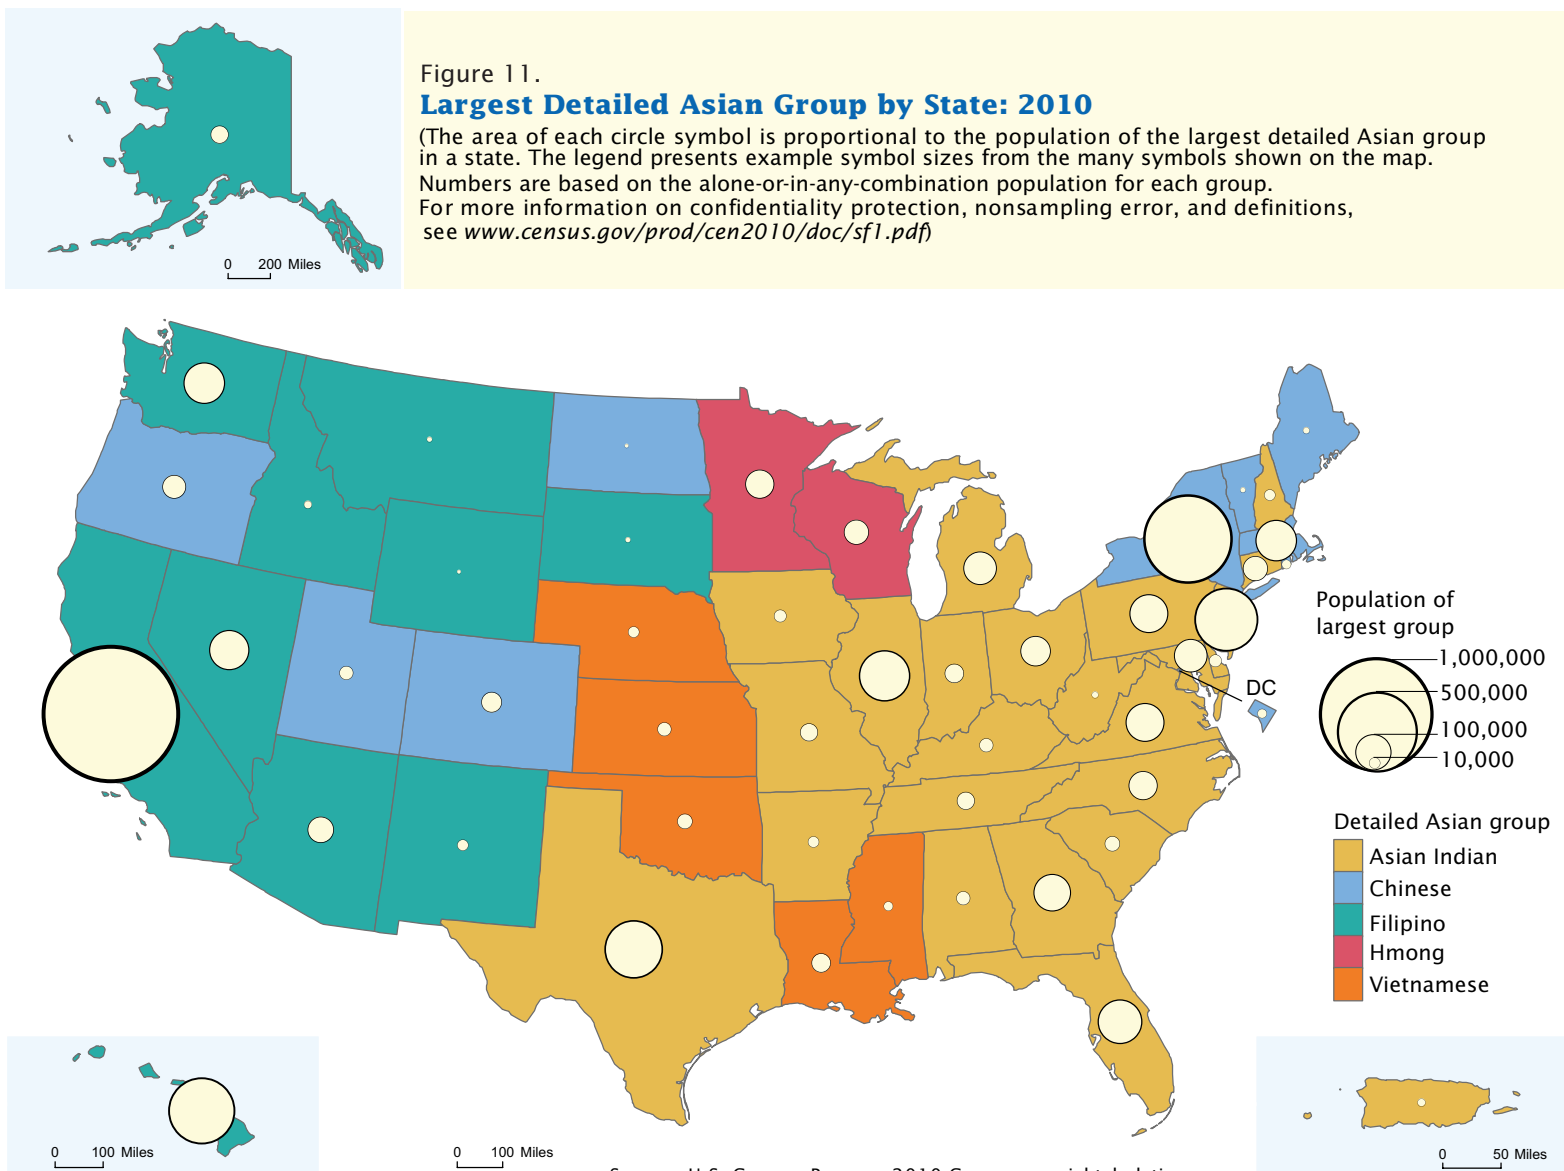 Figure 11.
Largest Detailed Asian Group by State: 2010
(The area of each circle symbol is proportional to the population of the largest detailed Asian group
in a state. The legend presents example symbol sizes from the many symbols shown on the map.
Numbers are based on the alone-or-in-any-combination population for each group.
For more information on confidentiality protection, nonsampling error, and definitions,
see www.census.gov/prod/cen2010/doc/sf1.pdf)
0 200 Miles
Population of
largest group
1,000,000
500,000
100,000
10,000
DC
Detailed Asian group
Asian Indian
Chinese
Filipino
Hmong
Vietnamese
0 100 Miles
0 100 Miles
0 50 Miles